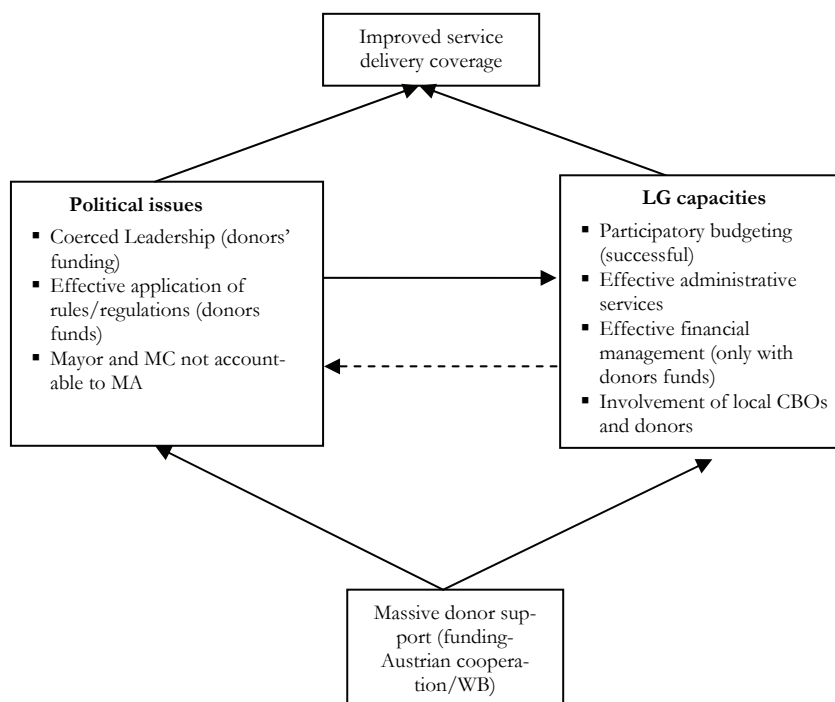 Improved service
delivery coverage
Political issues
▪ Coerced Leadership (donors'
funding)
▪ Effective application of
rules/regulations (donors
funds)
▪ Mayor and MC not account-
able to MA
LG capacities
▪ Participatory budgeting
(successful)
▪ Effective administrative
services
▪ Effective financial
management (only with
donors funds)
▪ Involvement of local CBOs
and donors
Massive donor sup-
port (funding-
Austrian coopera-
tion/WB)